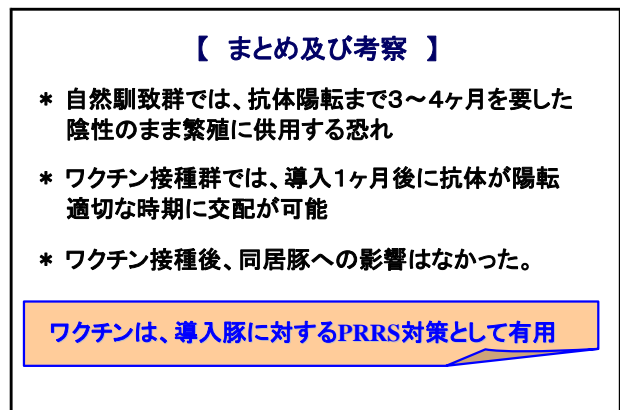 【 まとめ及び考察 】
* 自然馴致群では、抗体陽転まで３～４ヶ月を要した
陰性のまま繁殖に供用する恐れ
* ワクチン接種群では、導入１ヶ月後に抗体が陽転
適切な時期に交配が可能
* ワクチン接種後、同居豚への影響はなかった。
ワクチンは、導入豚に対するPRRS対策として有用